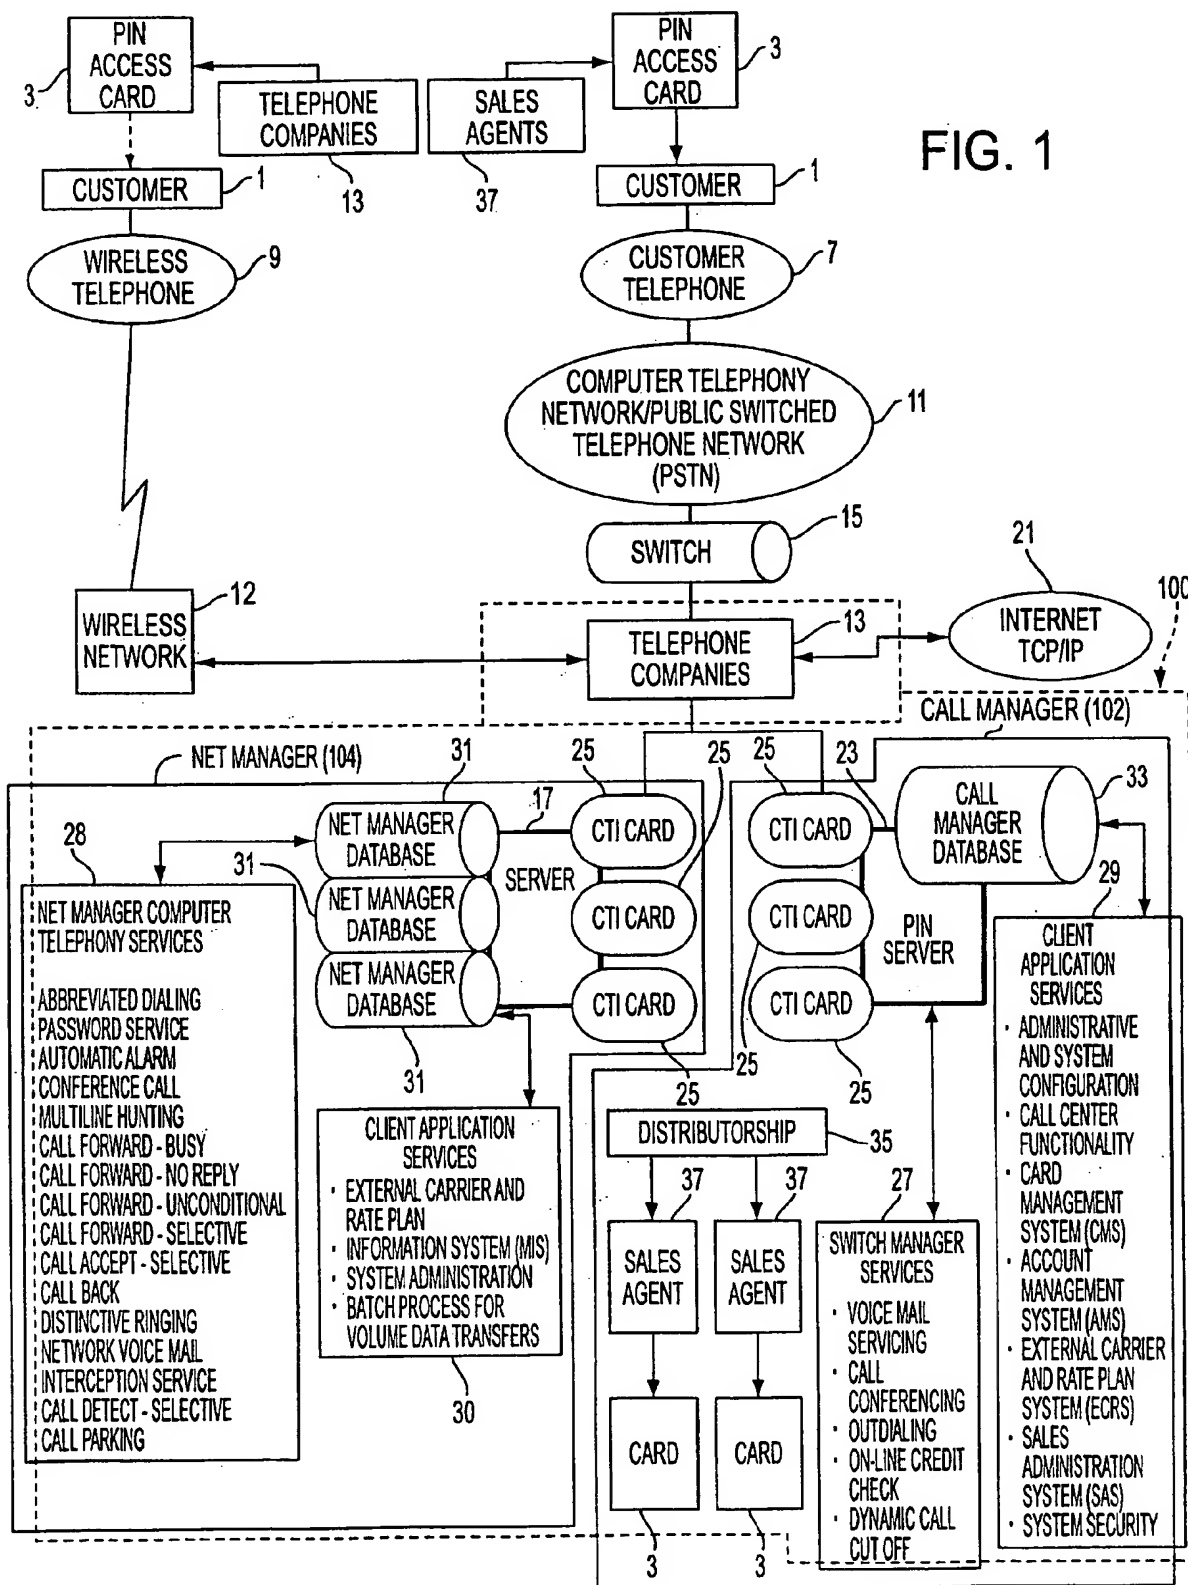 PIN
ACCESS
CARD
3
TELEPHONE
COMPANIES
13
SALES
AGENTS
37
PIN
ACCESS
CARD
3
FIG. 1
CUSTOMER
1
CUSTOMER
1
WIRELESS
TELEPHONE
9
CUSTOMER
TELEPHONE
7
COMPUTER TELEPHONY
NETWORK/PUBLIC SWITCHED
TELEPHONE NETWORK
(PSTN)
11
SWITCH
15
WIRELESS
NETWORK
12
TELEPHONE
COMPANIES
13
INTERNET
TCP/IP
21
100
NET MANAGER (104)
CALL MANAGER (102)
31
25
25
25
23
33
NET MANAGER
DATABASE
17
CTI CARD
CTI CARD
CALL
MANAGER
DATABASE
28
31
NET MANAGER
DATABASE
SERVER
CTI CARD
CTI CARD
PIN
SERVER
29
NET MANAGER
DATABASE
CTI CARD
CTI CARD
31
25
25
25
NET MANAGER COMPUTER
TELEPHONY SERVICES
ABBREVIATED DIALING
PASSWORD SERVICE
AUTOMATIC ALARM
CONFERENCE CALL
MULTILINE HUNTING
CALL FORWARD - BUSY
CALL FORWARD - NO REPLY
CALL FORWARD - UNCONDITIONAL
CALL FORWARD - SELECTIVE
CALL ACCEPT - SELECTIVE
CALL BACK
DISTINCTIVE RINGING
NETWORK VOICE MAIL
INTERCEPTION SERVICE
CALL DETECT - SELECTIVE
CALL PARKING
CLIENT APPLICATION
SERVICES
· EXTERNAL CARRIER AND
RATE PLAN
· INFORMATION SYSTEM (MIS)
· SYSTEM ADMINISTRATION
· BATCH PROCESS FOR
VOLUME DATA TRANSFERS
30
DISTRIBUTORSHIP
35
37
37
SALES
AGENT
SALES
AGENT
CARD
CARD
3
3
27
SWITCH MANAGER
SERVICES
· VOICE MAIL
SERVICING
· CALL
CONFERENCING
· OUTDIALING
· ON-LINE CREDIT
CHECK
· DYNAMIC CALL
CUT OFF
CLIENT
APPLICATION
SERVICES
· ADMINISTRATIVE
AND SYSTEM
CONFIGURATION
· CALL CENTER
FUNCTIONALITY
· CARD
MANAGEMENT
SYSTEM (CMS)
· ACCOUNT
MANAGEMENT
SYSTEM (AMS)
· EXTERNAL CARRIER
AND RATE PLAN
SYSTEM (ECRS)
· SALES
ADMINISTRATION
SYSTEM (SAS)
· SYSTEM SECURITY